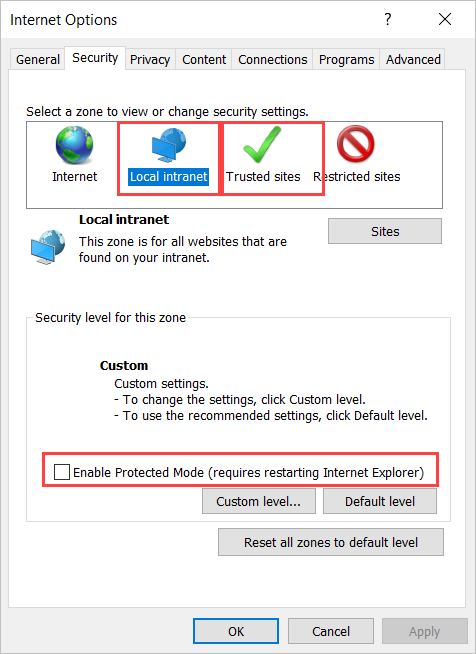 Internet Options
?
General Security Privacy Content Connections Programs Advanced
Select a zone to view or change security settings.
Internet Local intranet Trusted sites Restricted sites
Local intranet
Sites
This zone is for all websites that are
found on your intranet.
Security level for this zone
Custom
Custom settings.
- To change the settings, click Custom level.
- To use the recommended settings, click Default level.
Enable Protected Mode (requires restarting Internet Explorer)
Custom level... Default level
Reset all zones to default level
OK Cancel Apply